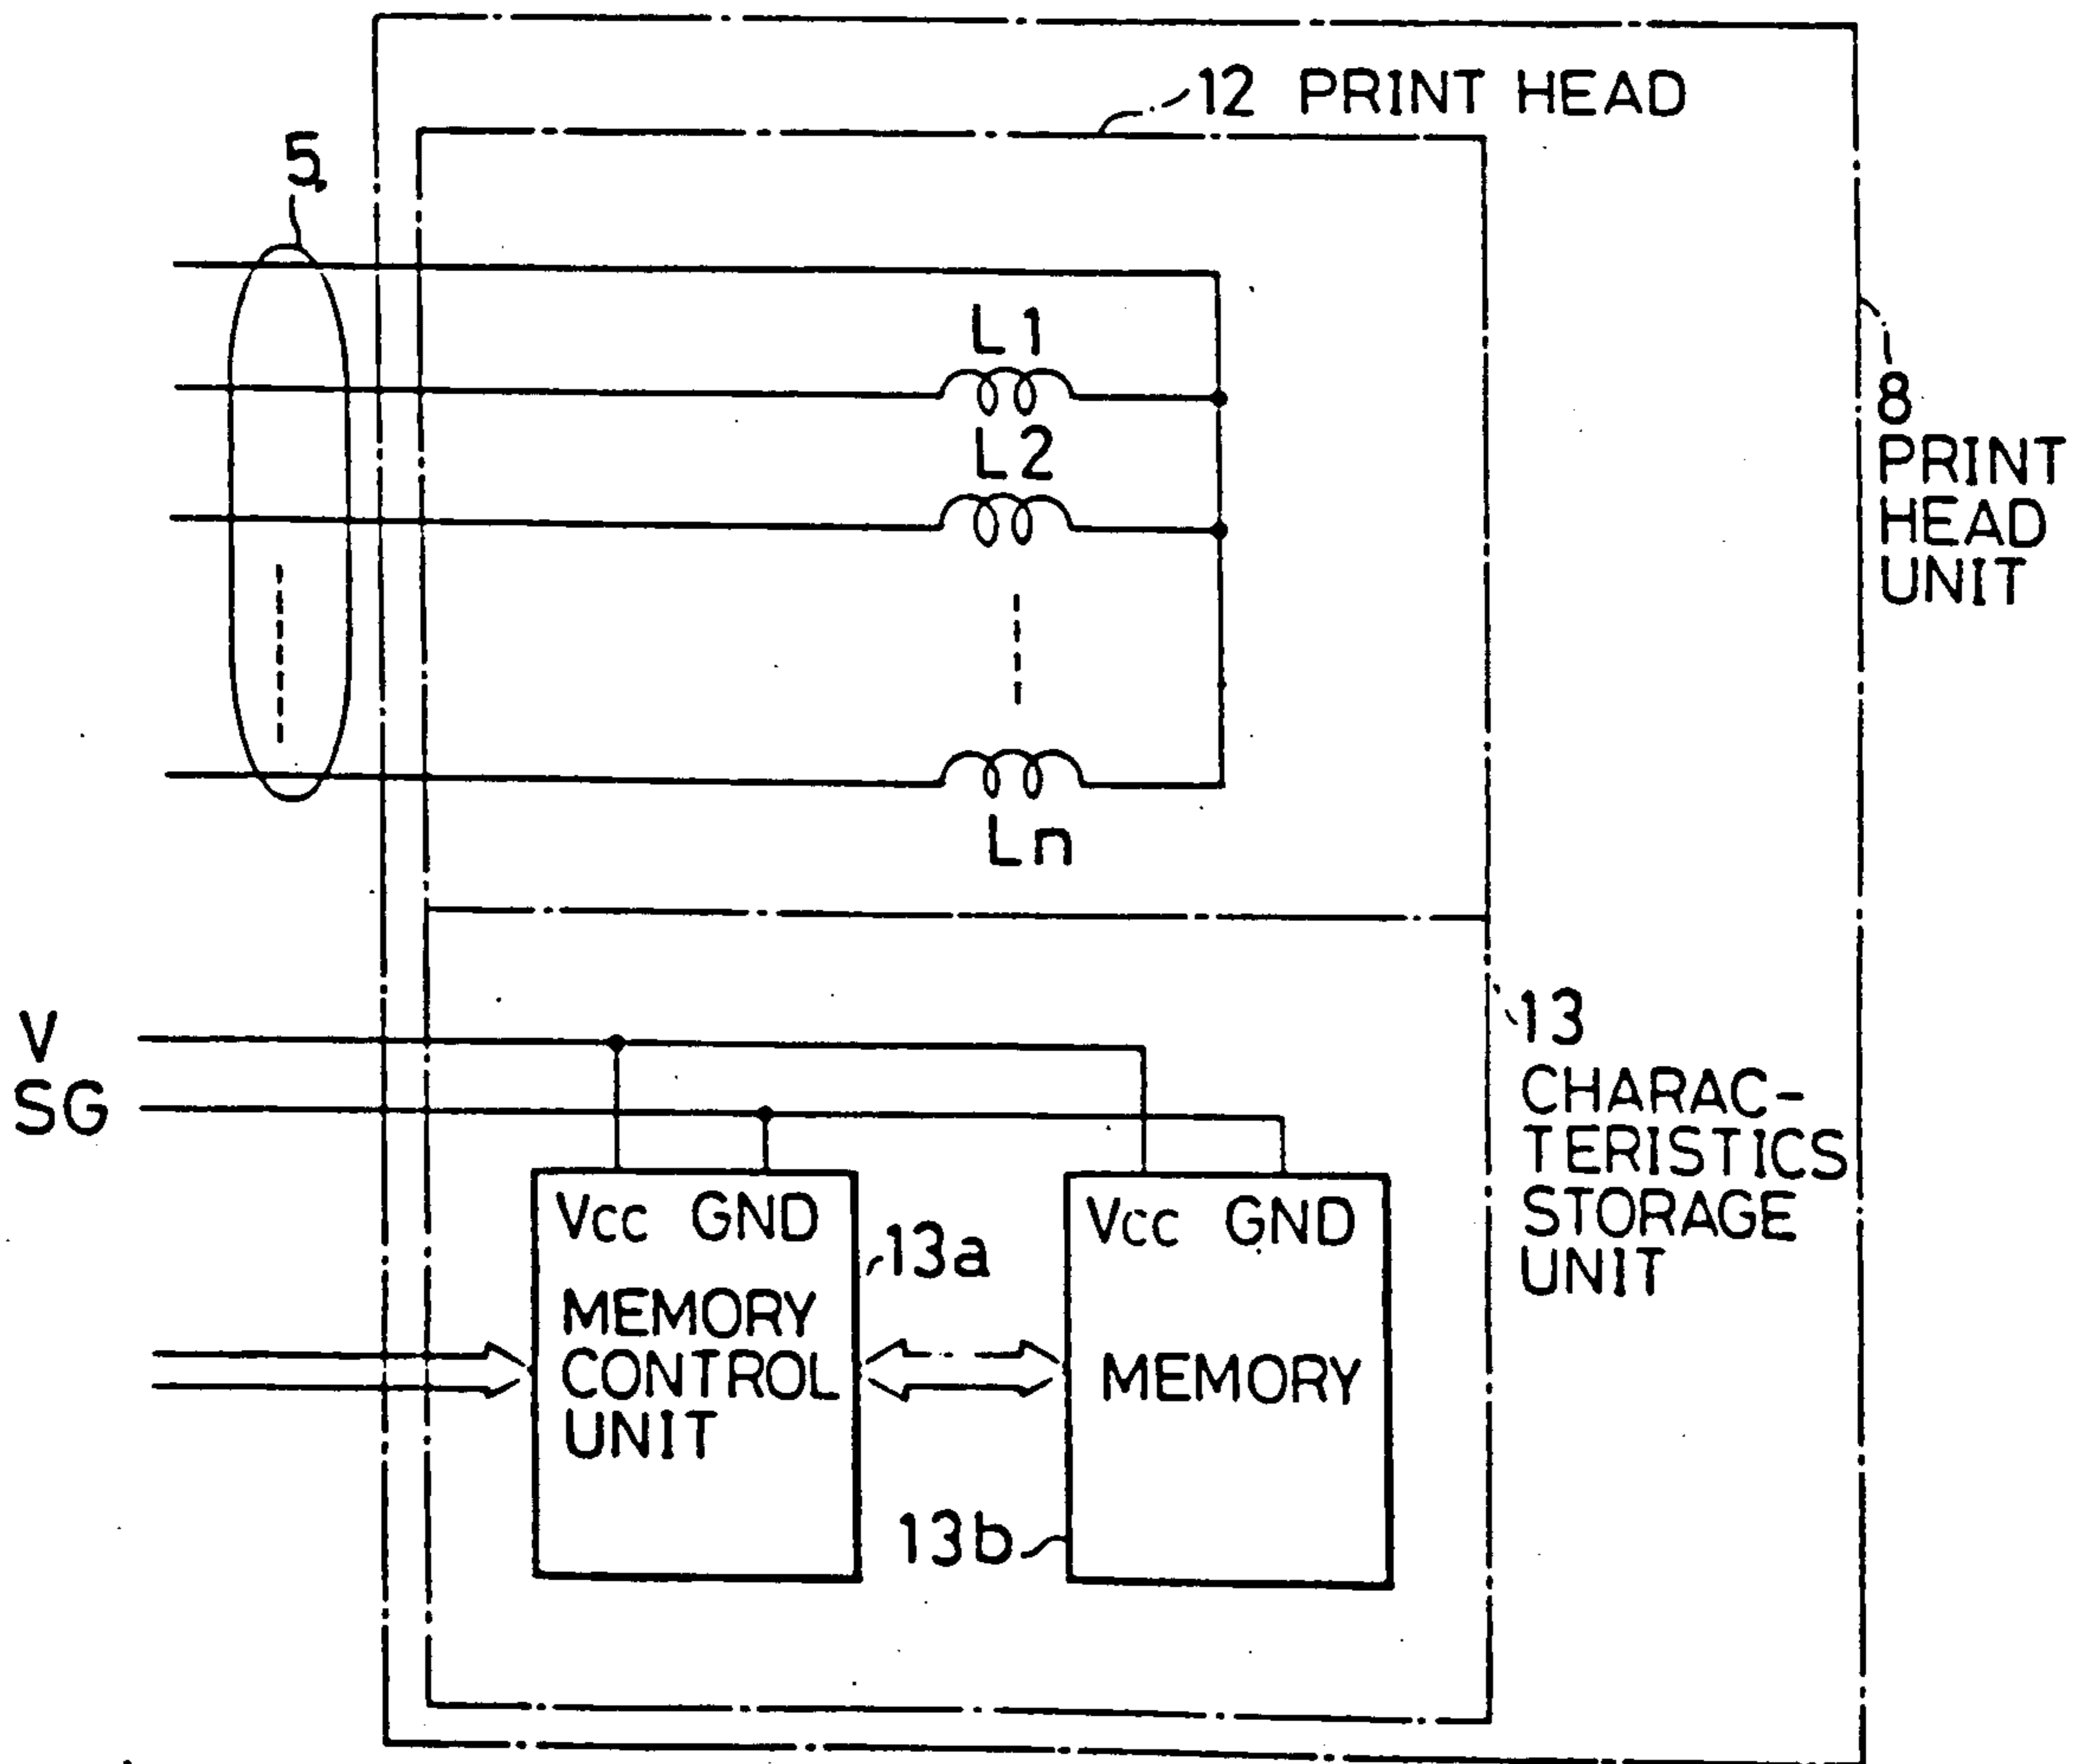 12 PRINT HEAD
5
L1
8
PRINT
HEAD
UNIT
L2
Ln
V
SG
13
CHARAC-
TERISTICS
STORAGE
UNIT
Vcc GND
13a
MEMORY
CONTROL
UNIT
Vcc GND
MEMORY
13b